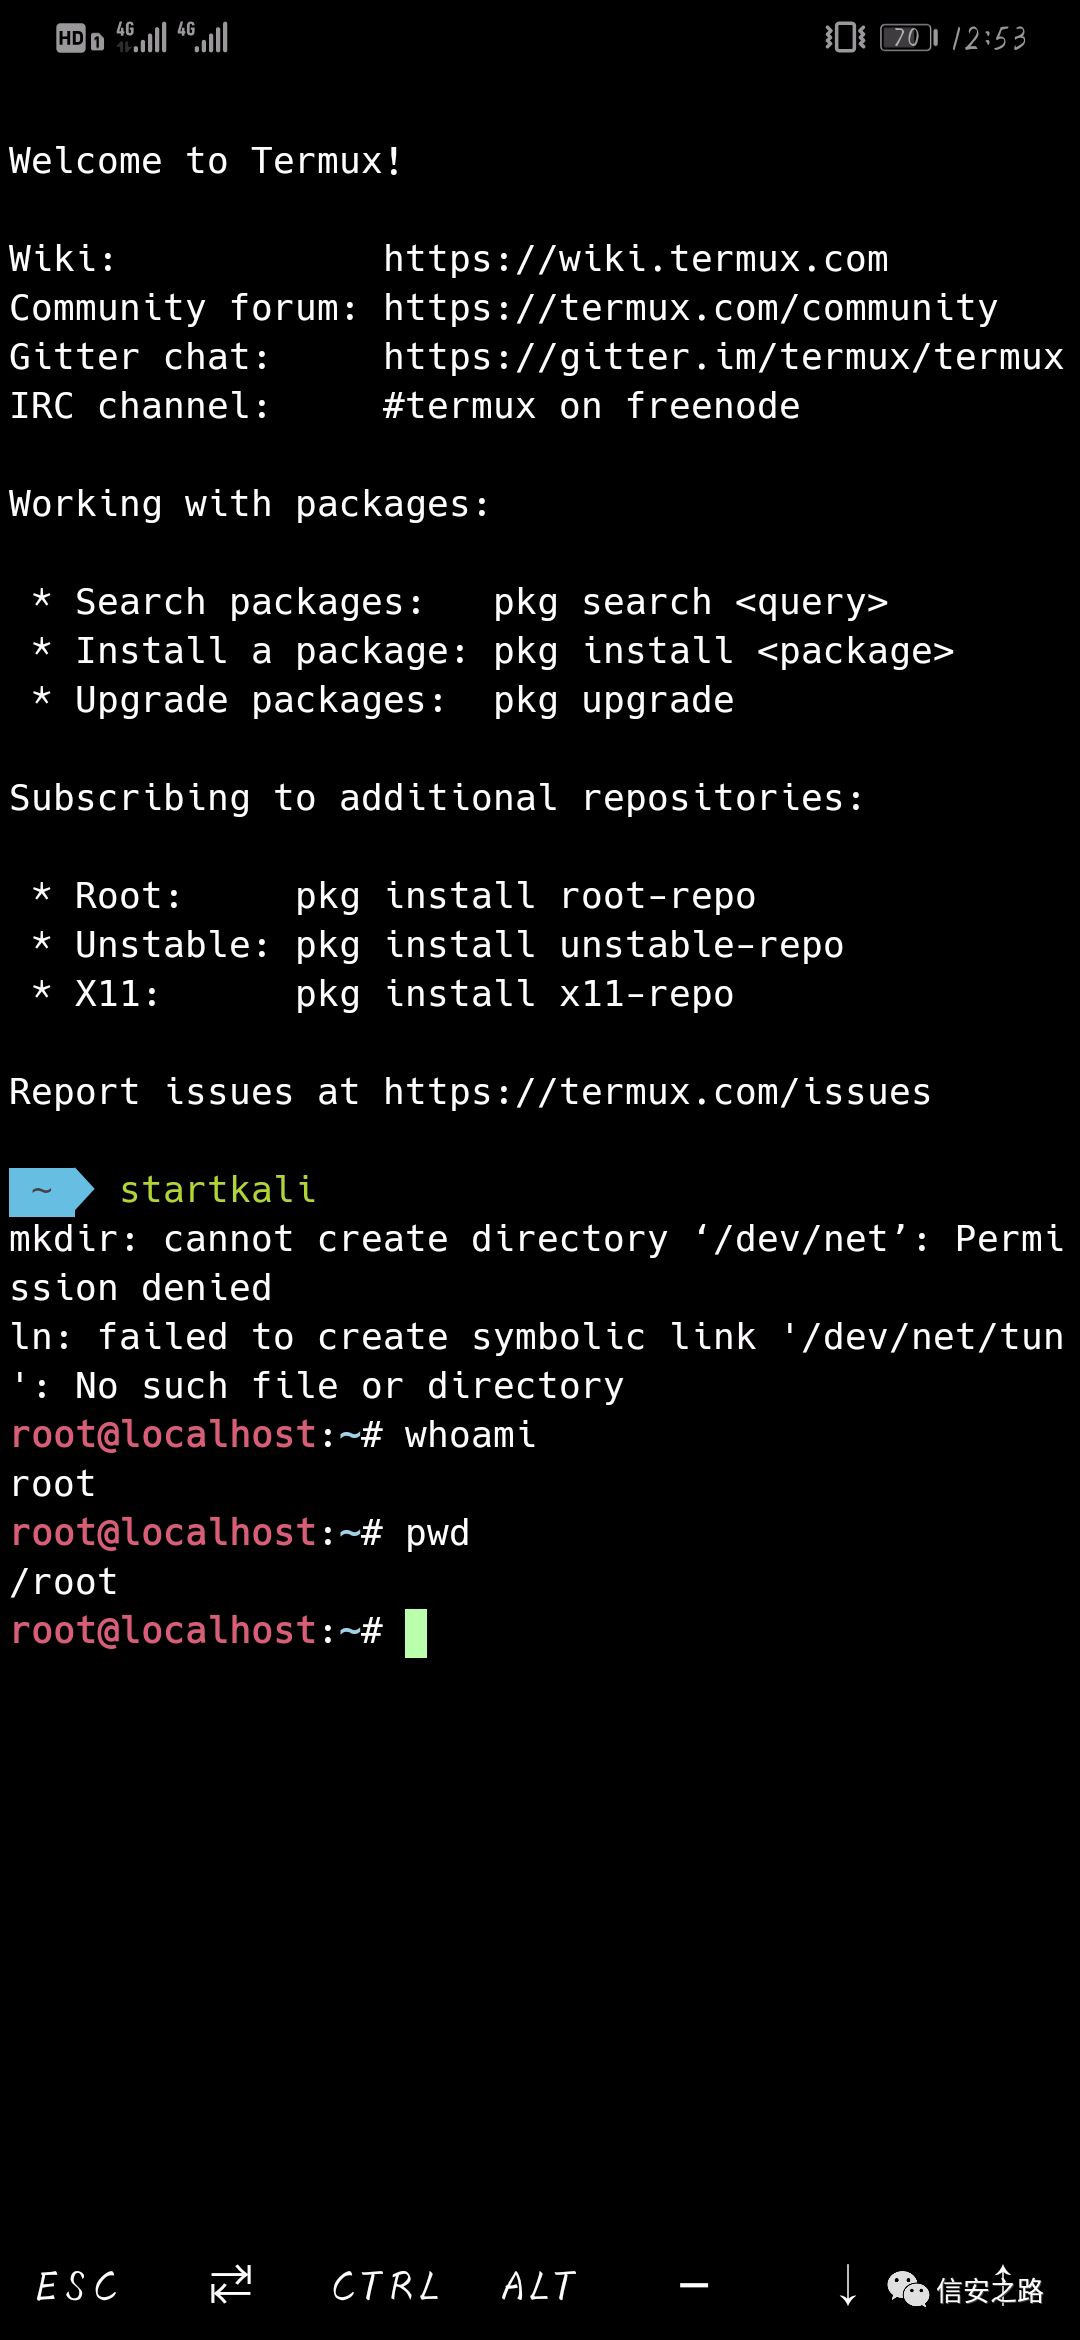 HD 1 4G 4G 70 12:53
Welcome to Termux!
Wiki:            https://wiki.termux.com
Community forum: https://termux.com/community
Gitter chat:     https://gitter.im/termux/termux
IRC channel:     #termux on freenode
Working with packages:
 * Search packages:   pkg search <query>
 * Install a package: pkg install <package>
 * Upgrade packages:  pkg upgrade
Subscribing to additional repositories:
 * Root:     pkg install root-repo
 * Unstable: pkg install unstable-repo
 * X11:      pkg install x11-repo
Report issues at https://termux.com/issues
~ startkali
mkdir: cannot create directory ‘/dev/net’: Permi
ssion denied
ln: failed to create symbolic link '/dev/net/tun
': No such file or directory
root@localhost:~# whoami
root
root@localhost:~# pwd
/root
root@localhost:~#
ESC ⇄ CTRL ALT — ↓ ↑ 信安之路